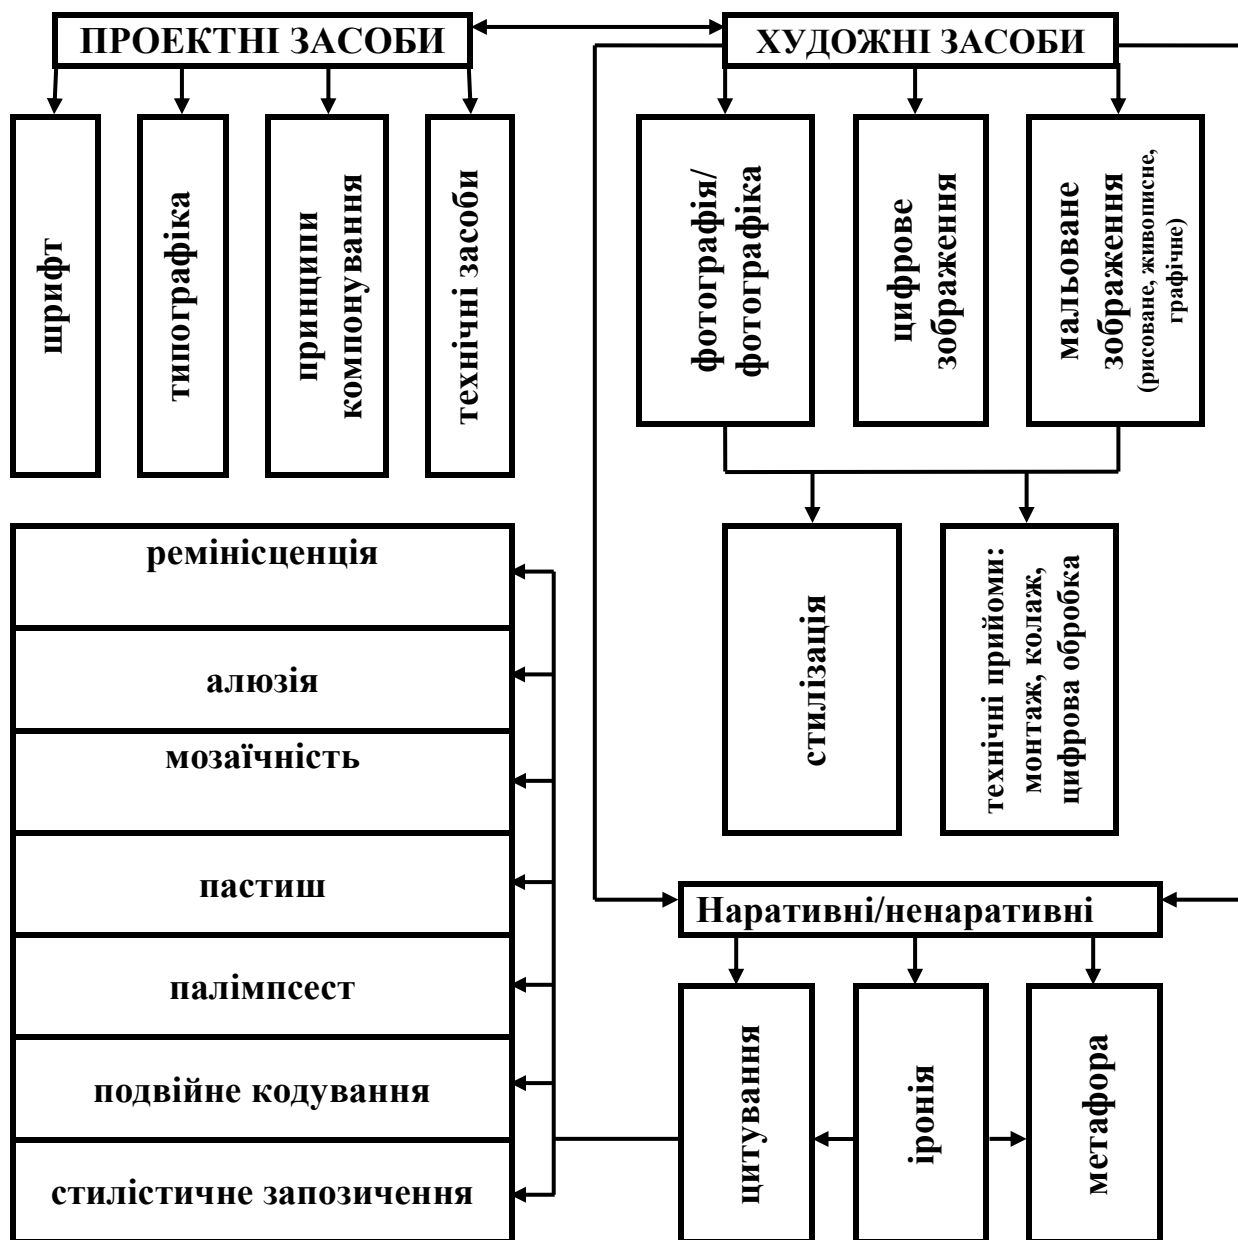 ПРОЕКТНІ ЗАСОБИ
ХУДОЖНІ ЗАСОБИ
шрифт
типографіка
принципи
компонування
технічні засоби
фотографія/
фотографіка
цифрове
зображення
мальоване
зображення
(рисоване, живописне,
графічне)
стилізація
технічні прийоми:
монтаж, колаж,
цифрова обробка
ремінісценція
алюзія
мозаїчність
пастиш
палімпсест
подвійне кодування
стилістичне запозичення
Наративні/ненаративні
цитування
іронія
метафора